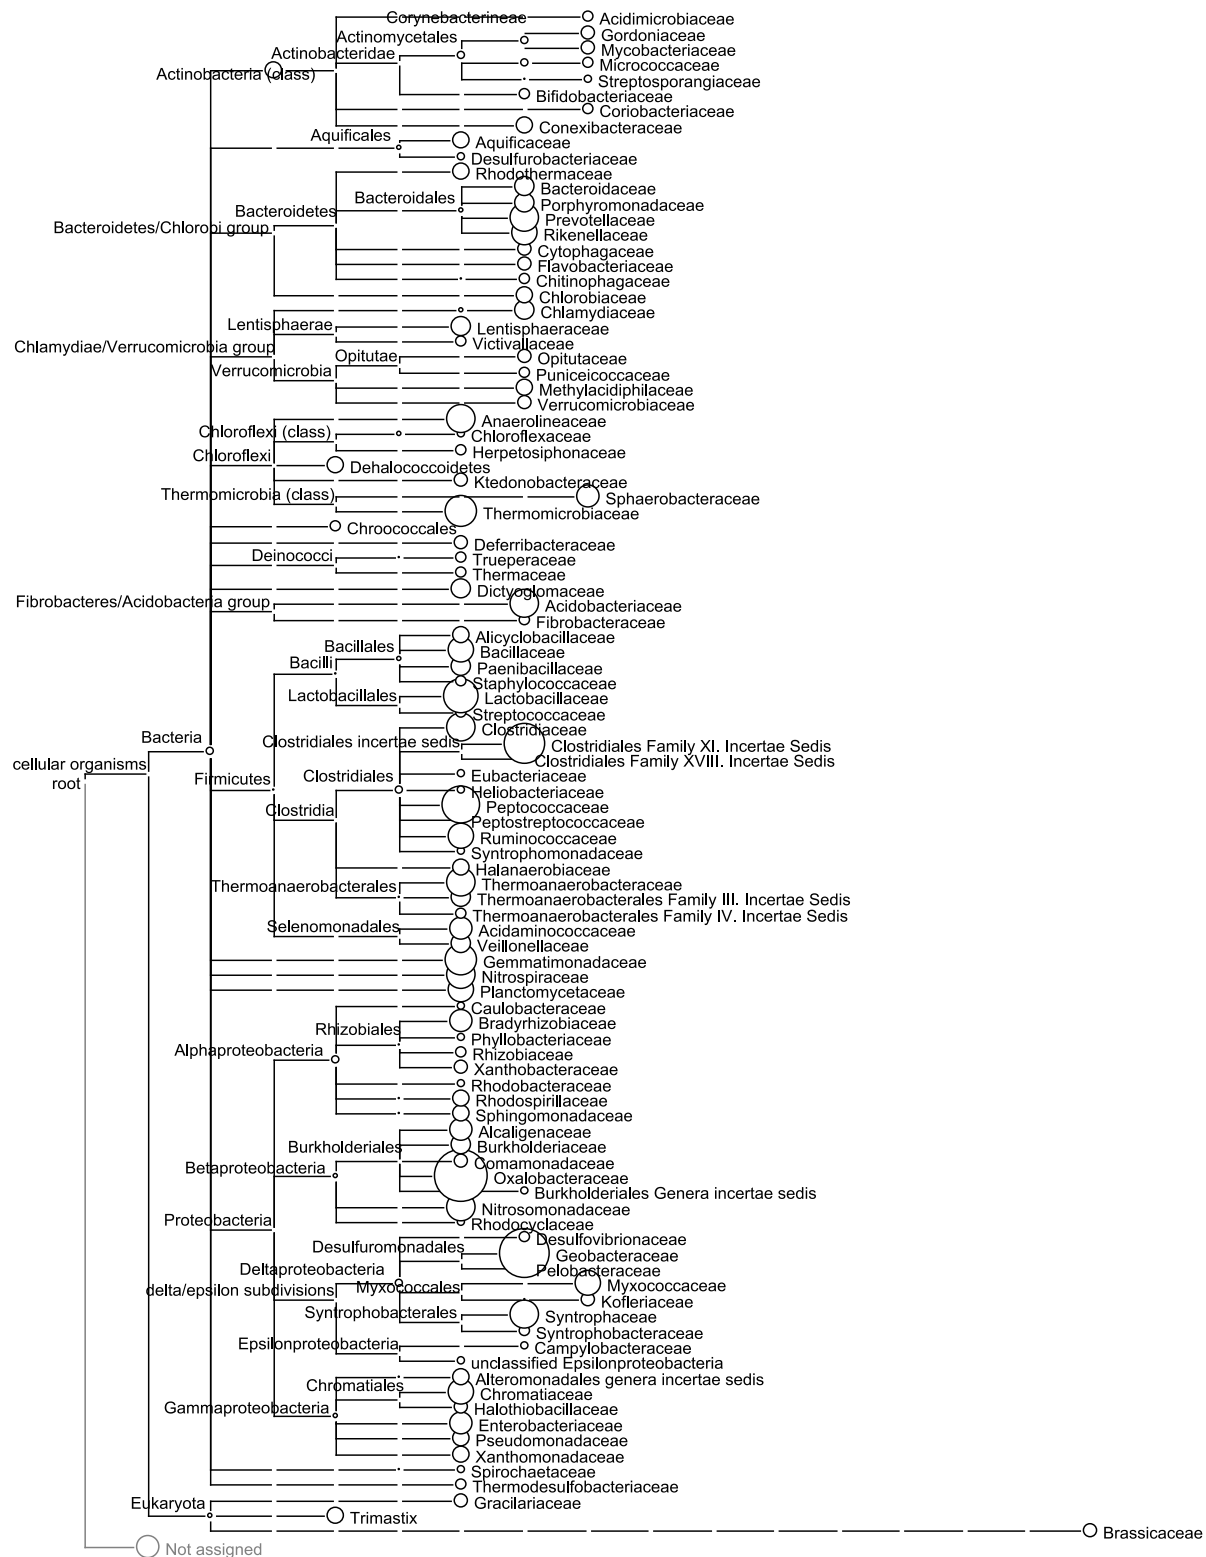 Corynebacterineae
Acidimicrobiaceae
Actinomycetales
Gordoniaceae
Mycobacteriaceae
Actinobacteridae
Micrococcaceae
Actinobacteria (class)
Streptosporangiaceae
Bifidobacteriaceae
Coriobacteriaceae
Conexibacteraceae
Aquificales
Aquificaceae
Desulfurobacteriaceae
Rhodothermaceae
Bacteroidaceae
Bacteroidales
Porphyromonadaceae
Bacteroidetes
Prevotellaceae
Bacteroidetes/Chlorobi group
Rikenellaceae
Cytophagaceae
Flavobacteriaceae
Chitinophagaceae
Chlorobiaceae
Chlamydiaceae
Lentisphaerae
Lentisphaeraceae
Victivallaceae
Chlamydiae/Verrucomicrobia group
Opitutae
Opitutaceae
Verrucomicrobia
Puniceicoccaceae
Methylacidiphilaceae
Verrucomicrobiaceae
Anaerolineaceae
Chloroflexi (class)
Chloroflexaceae
Herpetosiphonaceae
Chloroflexi
Dehalococcoidetes
Ktedonobacteraceae
Thermomicrobia (class)
Sphaerobacteraceae
Thermomicrobiaceae
Chroococcales
Deferribacteraceae
Deinococci
Trueperaceae
Thermaceae
Dictyoglomaceae
Fibrobacteres/Acidobacteria group
Acidobacteriaceae
Fibrobacteraceae
Alicyclobacillaceae
Bacillales
Bacillaceae
Bacilli
Paenibacillaceae
Staphylococcaceae
Lactobacillales
Lactobacillaceae
Streptococcaceae
Clostridiaceae
Bacteria
Clostridiales incertae sedis
Clostridiales Family XI. Incertae Sedis
Clostridiales Family XVIII. Incertae Sedis
cellular organisms
root
Firmicutes
Clostridiales
Eubacteriaceae
Heliobacteriaceae
Clostridia
Peptococcaceae
Peptostreptococcaceae
Ruminococcaceae
Syntrophomonadaceae
Halanaerobiaceae
Thermoanaerobacterales
Thermoanaerobacteraceae
Thermoanaerobacterales Family III. Incertae Sedis
Thermoanaerobacterales Family IV. Incertae Sedis
Selenomonadales
Acidaminococcaceae
Veillonellaceae
Gemmatimonadaceae
Nitrospiraceae
Planctomycetaceae
Caulobacteraceae
Rhizobiales
Bradyrhizobiaceae
Phyllobacteriaceae
Alphaproteobacteria
Rhizobiaceae
Xanthobacteraceae
Rhodobacteraceae
Rhodospirillaceae
Sphingomonadaceae
Alcaligenaceae
Burkholderiales
Burkholderiaceae
Betaproteobacteria
Comamonadaceae
Oxalobacteraceae
Burkholderiales Genera incertae sedis
Nitrosomonadaceae
Proteobacteria
Rhodocyclaceae
Desulfovibrionaceae
Desulfuromonadales
Geobacteraceae
Deltaproteobacteria
Pelobacteraceae
delta/epsilon subdivisions
Myxococcales
Myxococcaceae
Kofleriaceae
Syntrophobacterales
Syntrophaceae
Syntrophobacteraceae
Epsilonproteobacteria
Campylobacteraceae
unclassified Epsilonproteobacteria
Alteromonadales genera incertae sedis
Chromatiales
Chromatiaceae
Gammaproteobacteria
Halothiobacillaceae
Enterobacteriaceae
Pseudomonadaceae
Xanthomonadaceae
Spirochaetaceae
Thermodesulfobacteriaceae
Eukaryota
Gracilariaceae
Trimastix
Brassicaceae
Not assigned